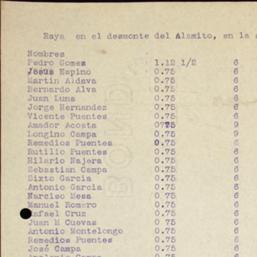 Raya en el desmonte del Alamito, en la
Nombres
Pedro Gomez 1.12 1/2 6
Jesus Espino 0.75 6
Martin Aldava 0.75 6
Bernardo Alva 0.75 6
Juan Luna 0.75 6
Jorge Hernandez 0.75 6
Vicente Puentes 0.75 9
Amador Acosta 0.75 6
Longino Campa 0.75 9
Remedios Puentes 0.75 6
Rutilio Puentes 0.75 6
Hilario Najera 0.75 6
Sebastian Campa 0.75 6
Sixto Garcia 0.75 6
Antonio Garcia 0.75 6
Narciso Mesa 0.75 6
Manuel Romero 0.75 6
Rafael Cruz 0.75 6
Juan M Cuevas 0.75 6
Antonio Montelongo 0.75 6
Remedios Puentes 0.75 6
José Campa 0.75 6